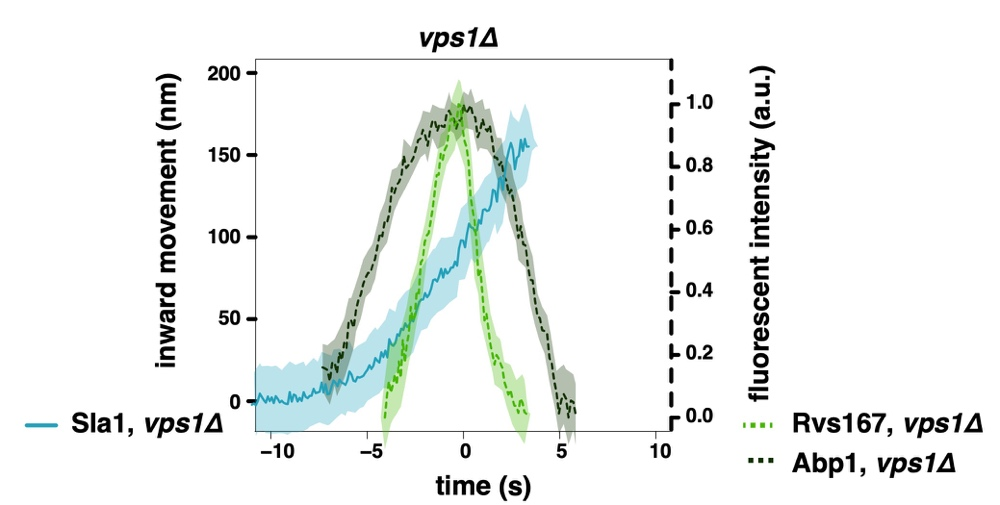 vps1Δ
inward movement (nm)
200
150
100
50
0
−10
−5
0
5
10
time (s)
1.0
0.8
0.6
0.4
0.2
0.0
fluorescent intensity (a.u.)
Sla1, vps1Δ
Rvs167, vps1Δ
Abp1, vps1Δ